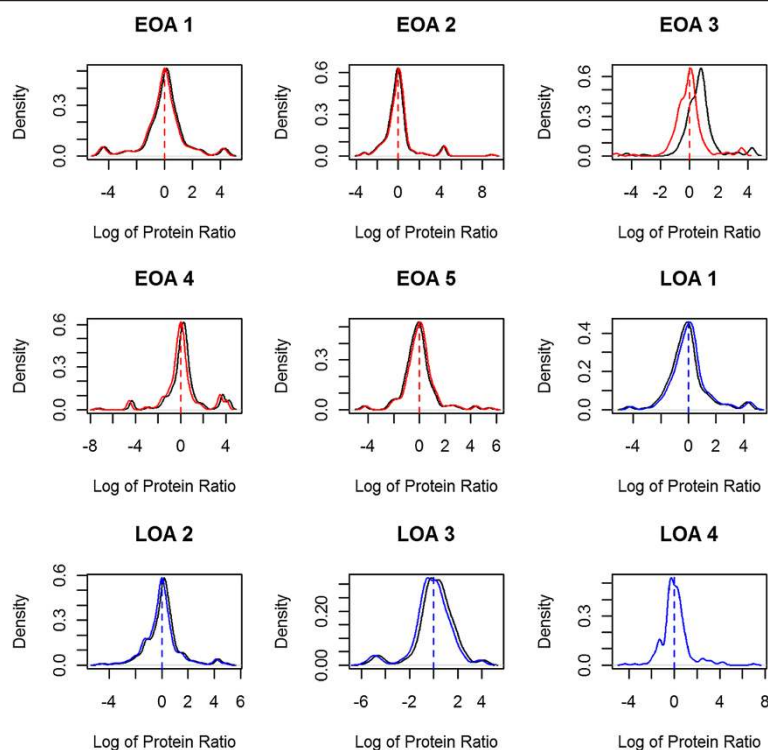 EOA 1
Density
0.0 0.3
-4 0 2 4
Log of Protein Ratio
EOA 2
Density
0.0 0.3 0.6
-4 0 4 8
Log of Protein Ratio
EOA 3
Density
0.0 0.3 0.6
-4 -2 0 2 4
Log of Protein Ratio
EOA 4
Density
0.0 0.3 0.6
-8 -4 0 4
Log of Protein Ratio
EOA 5
Density
0.0 0.3
-4 0 2 4 6
Log of Protein Ratio
LOA 1
Density
0.0 0.2 0.4
-4 0 2 4
Log of Protein Ratio
LOA 2
Density
0.0 0.3 0.6
-4 0 2 4 6
Log of Protein Ratio
LOA 3
Density
0.00 0.20
-6 -2 0 2 4
Log of Protein Ratio
LOA 4
Density
0.0 0.3
-4 0 4 8
Log of Protein Ratio